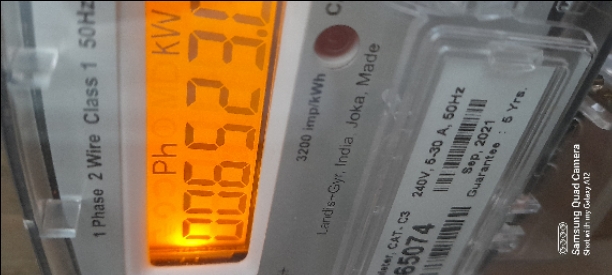 1 Phase 2 Wire Class 1 50Hz
Ph
MD kW
3200 imp/kWh
Landis+Gyr, India Joka, Made
240V, 5-30 A, 50Hz
Sep, 2021
Guarantee : 5 Yrs.
CAT. C3
65074
Samsung Quad Camera
Shot with my Galaxy A12